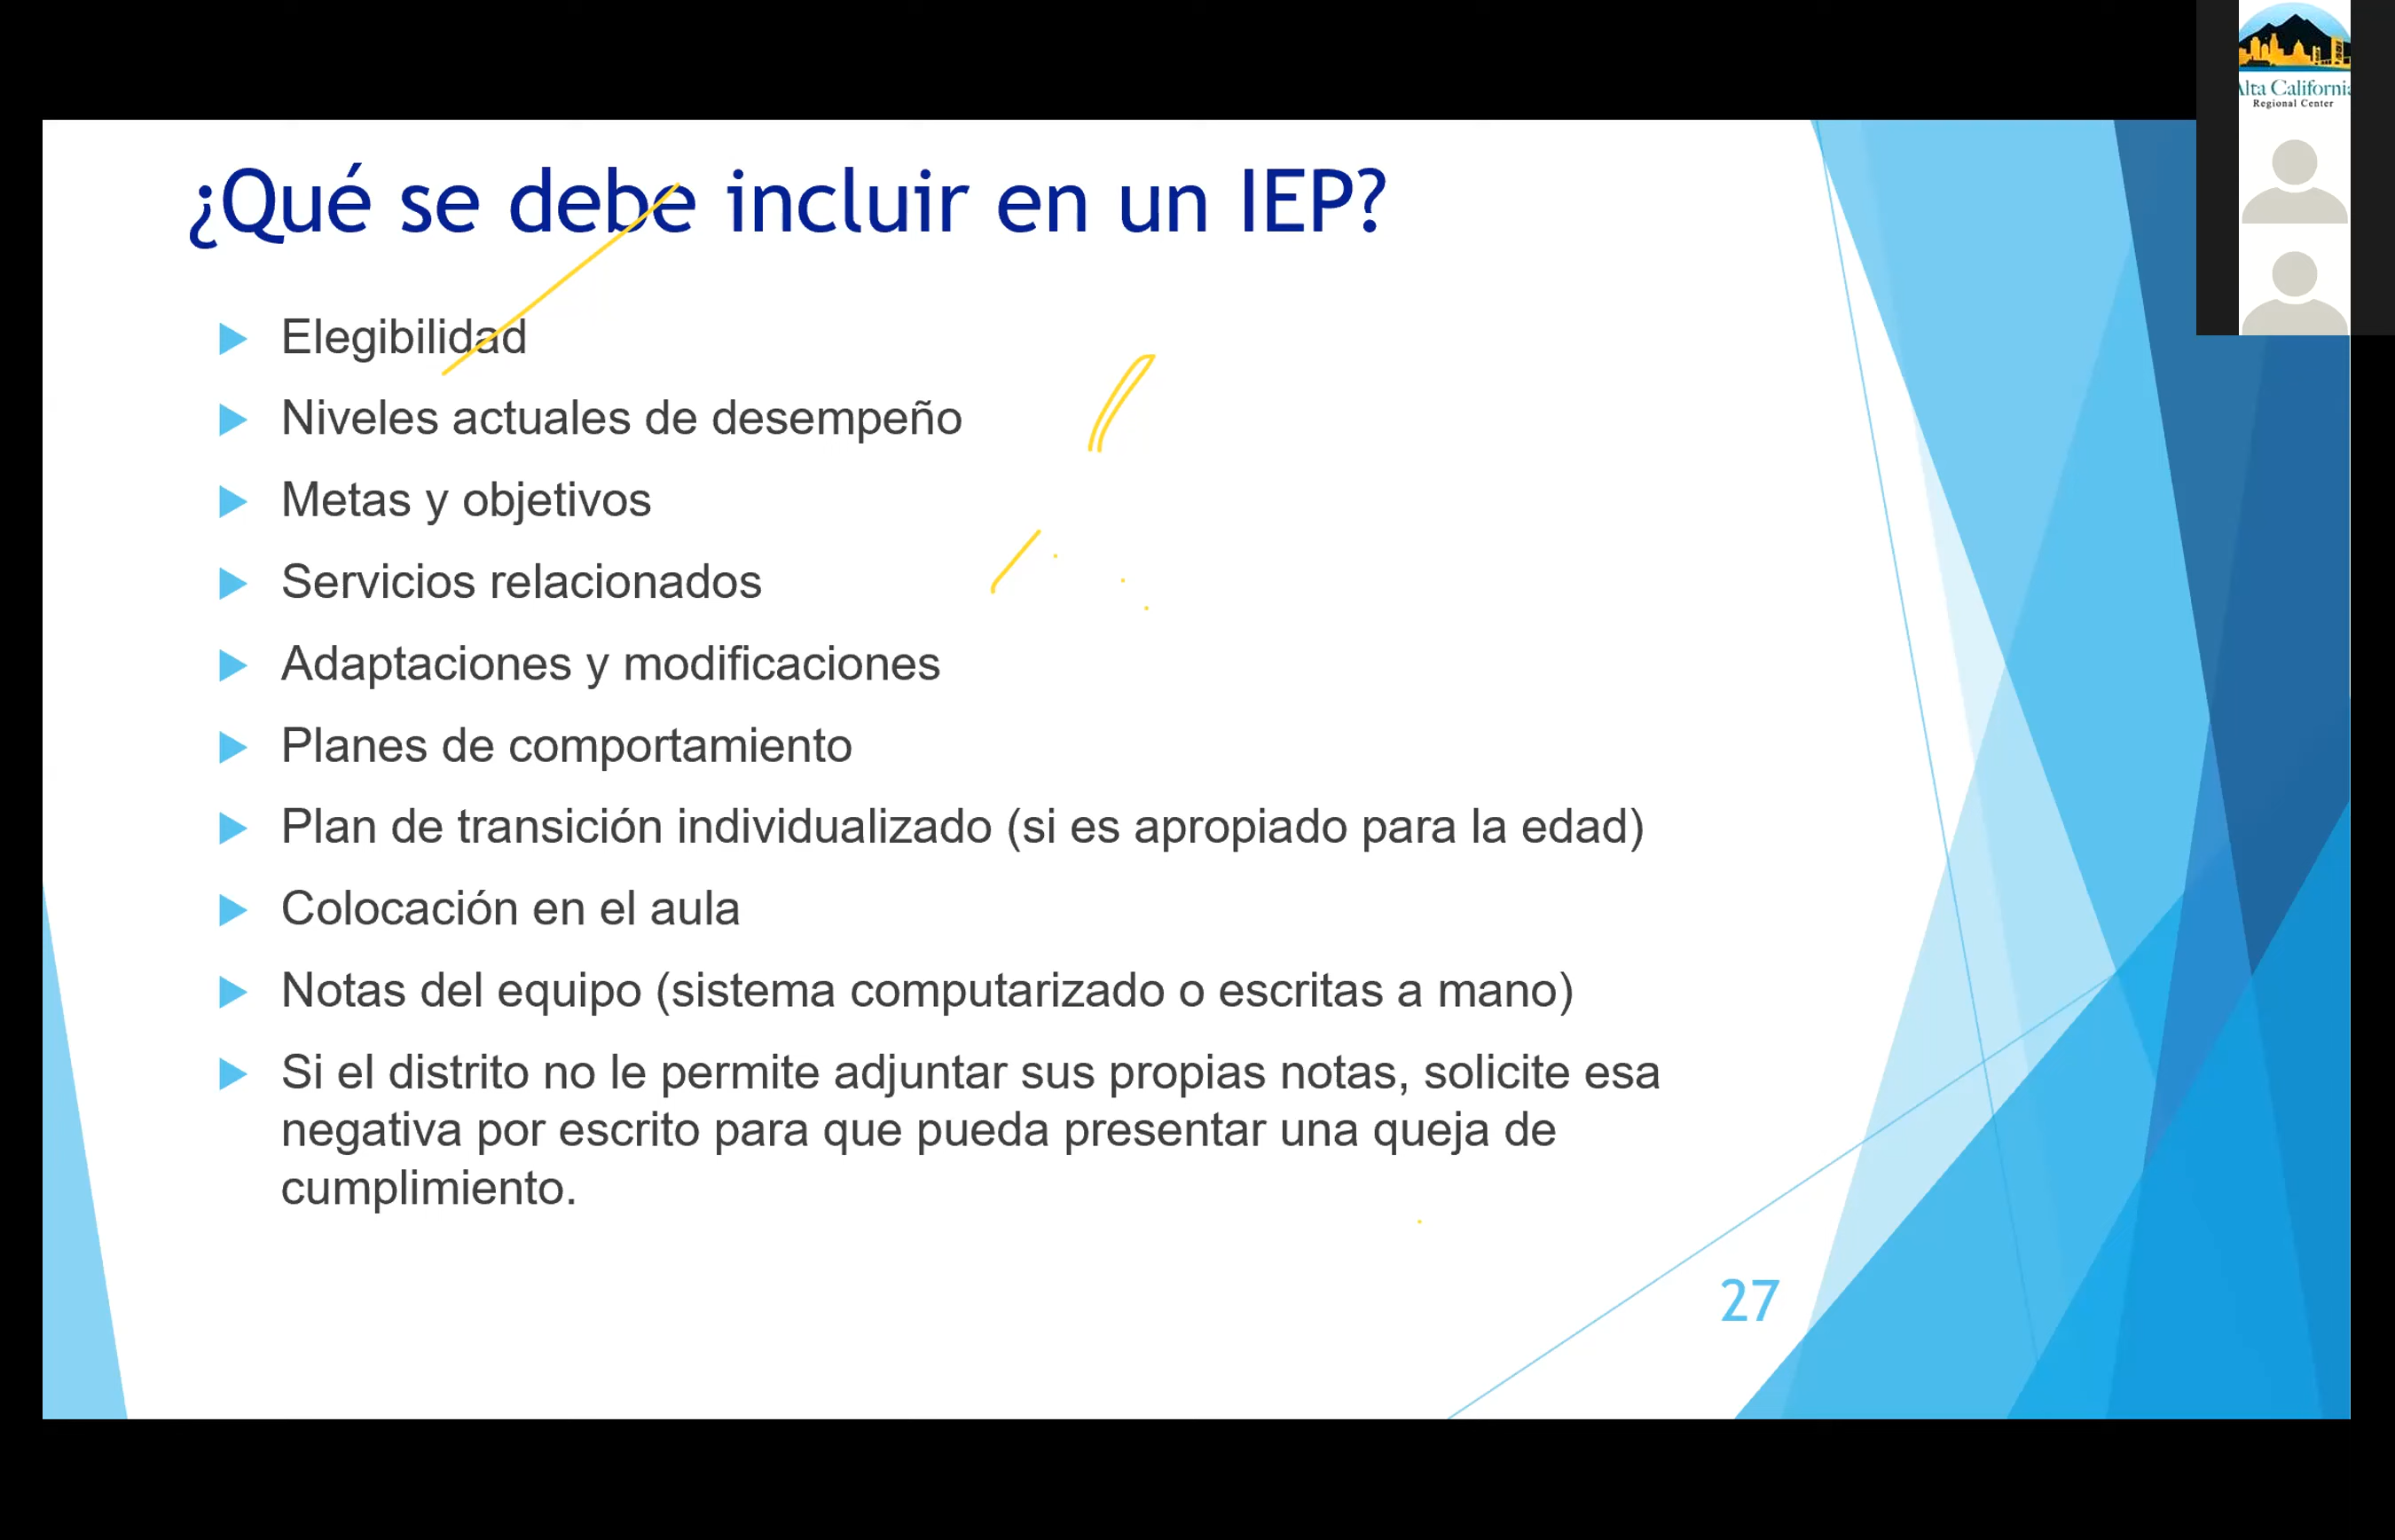 Alta California
Regional Center
¿Qué se debe incluir en un IEP?
Elegibilidad
Niveles actuales de desempeño
Metas y objetivos
Servicios relacionados
Adaptaciones y modificaciones
Planes de comportamiento
Plan de transición individualizado (si es apropiado para la edad)
Colocación en el aula
Notas del equipo (sistema computarizado o escritas a mano)
Si el distrito no le permite adjuntar sus propias notas, solicite esa
negativa por escrito para que pueda presentar una queja de
cumplimiento.
27